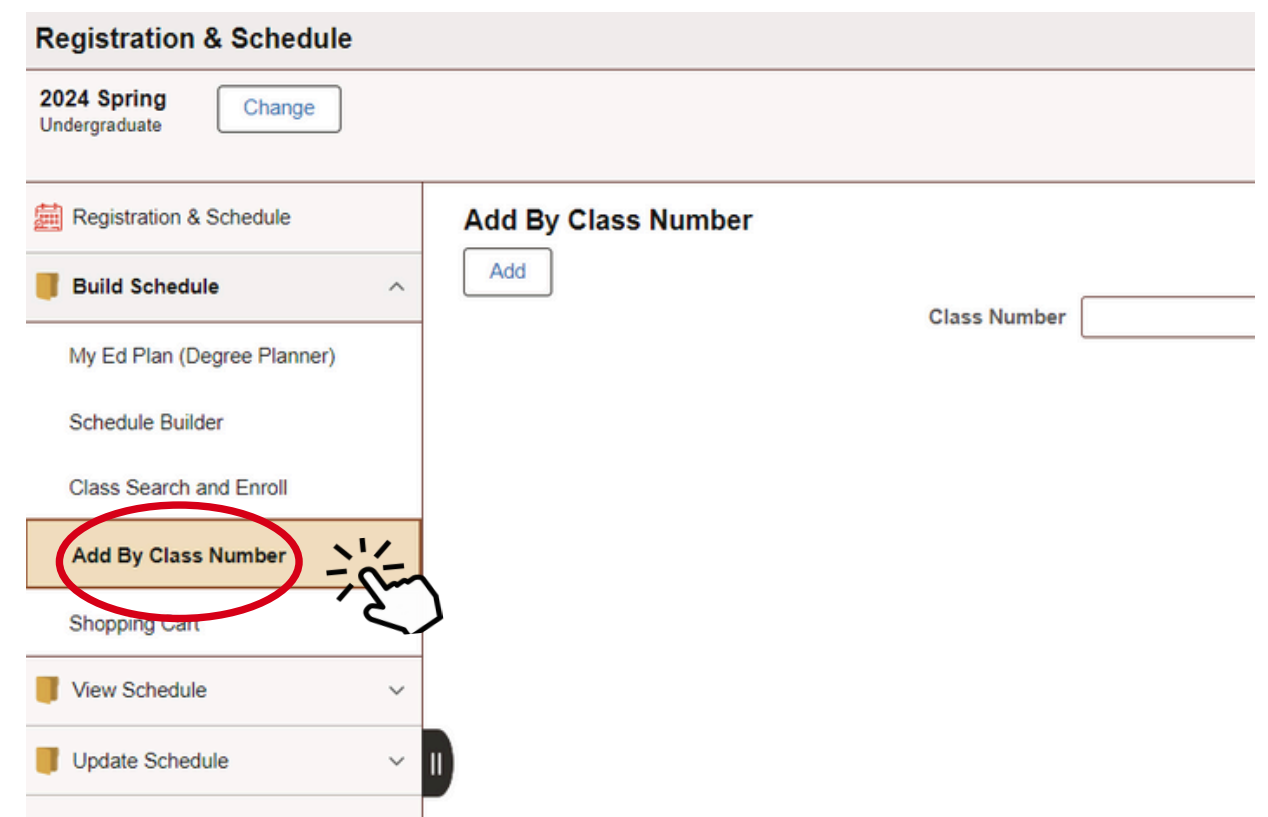 Registration & Schedule
2024 Spring
Undergraduate
Change
Registration & Schedule
Build Schedule
My Ed Plan (Degree Planner)
Schedule Builder
Class Search and Enroll
Add By Class Number
Shopping Cart
View Schedule
Update Schedule
Add By Class Number
Add
Class Number